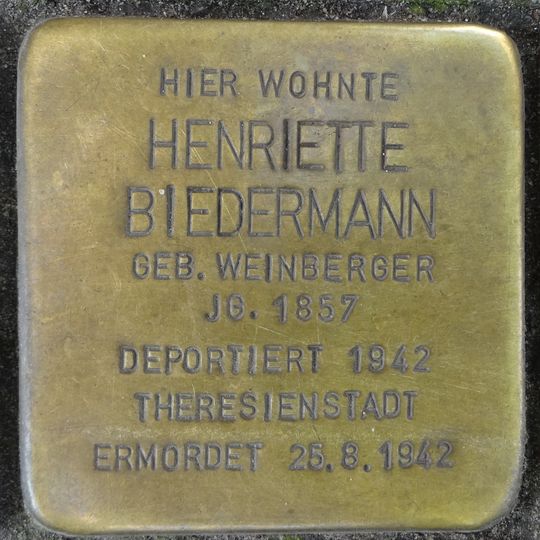 HIER WOHNTE
HENRIETTE
BIEDERMANN
GEB. WEINBERGER
JG. 1857
DEPORTIERT 1942
THERESIENSTADT
ERMORDET 25.8.1942